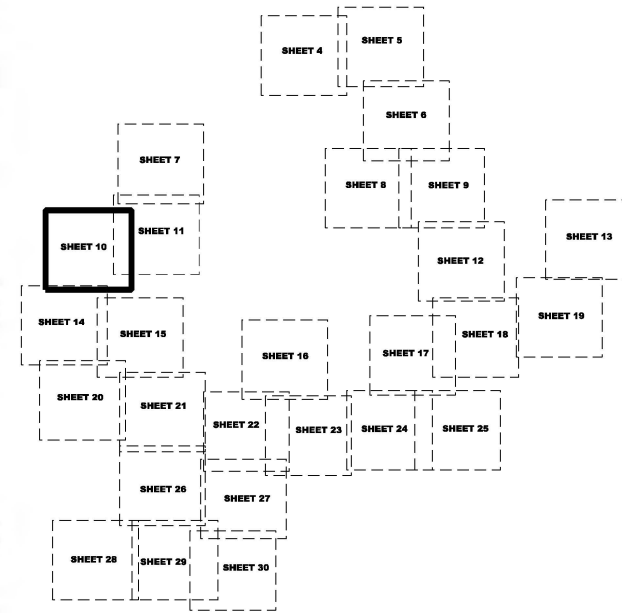 SHEET 4
SHEET 5
SHEET 6
SHEET 7
SHEET 8
SHEET 9
SHEET 10
SHEET 11
SHEET 12
SHEET 13
SHEET 14
SHEET 15
SHEET 16
SHEET 17
SHEET 18
SHEET 19
SHEET 20
SHEET 21
SHEET 22
SHEET 23
SHEET 24
SHEET 25
SHEET 26
SHEET 27
SHEET 28
SHEET 29
SHEET 30